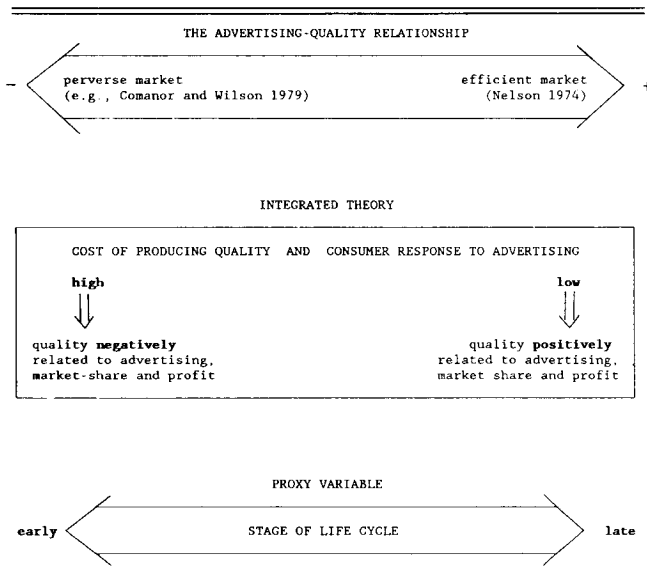 THE ADVERTISING-QUALITY RELATIONSHIP
perverse market efficient market
- (e.g., Comanor and Wilson 1979) (Nelson 1974) +
INTEGRATED THEORY
COST OF PRODUCING QUALITY AND CONSUMER RESPONSE TO ADVERTISING
high low
quality negatively quality positively
related to advertising, related to advertising,
market-share and profit market share and profit
PROXY VARIABLE
early STAGE OF LIFE CYCLE late